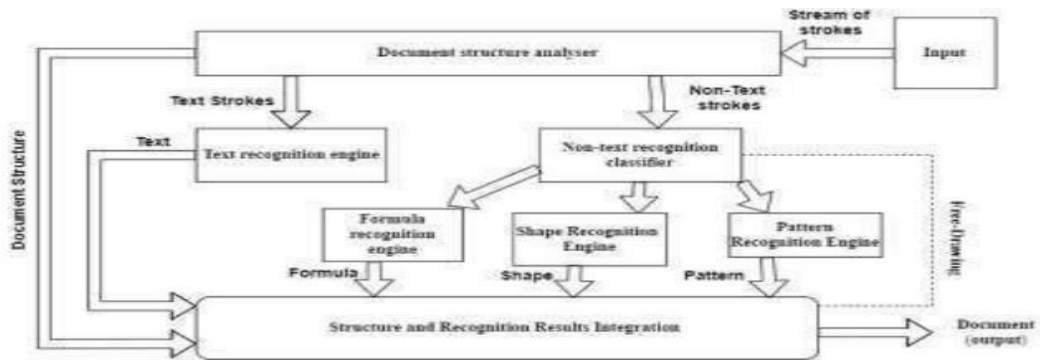 Stream of
strokes
Document structure analyser
Input
Text Strokes
Non-Text
strokes
Text
Text recognition engine
Non-text recognition
classifier
Document Structure
Formula
recognition
engine
Shape Recognition
Engine
Pattern
Recognition Engine
Free-Drawing
Formula
Shape
Pattern
Structure and Recognition Results Integration
Document
(output)